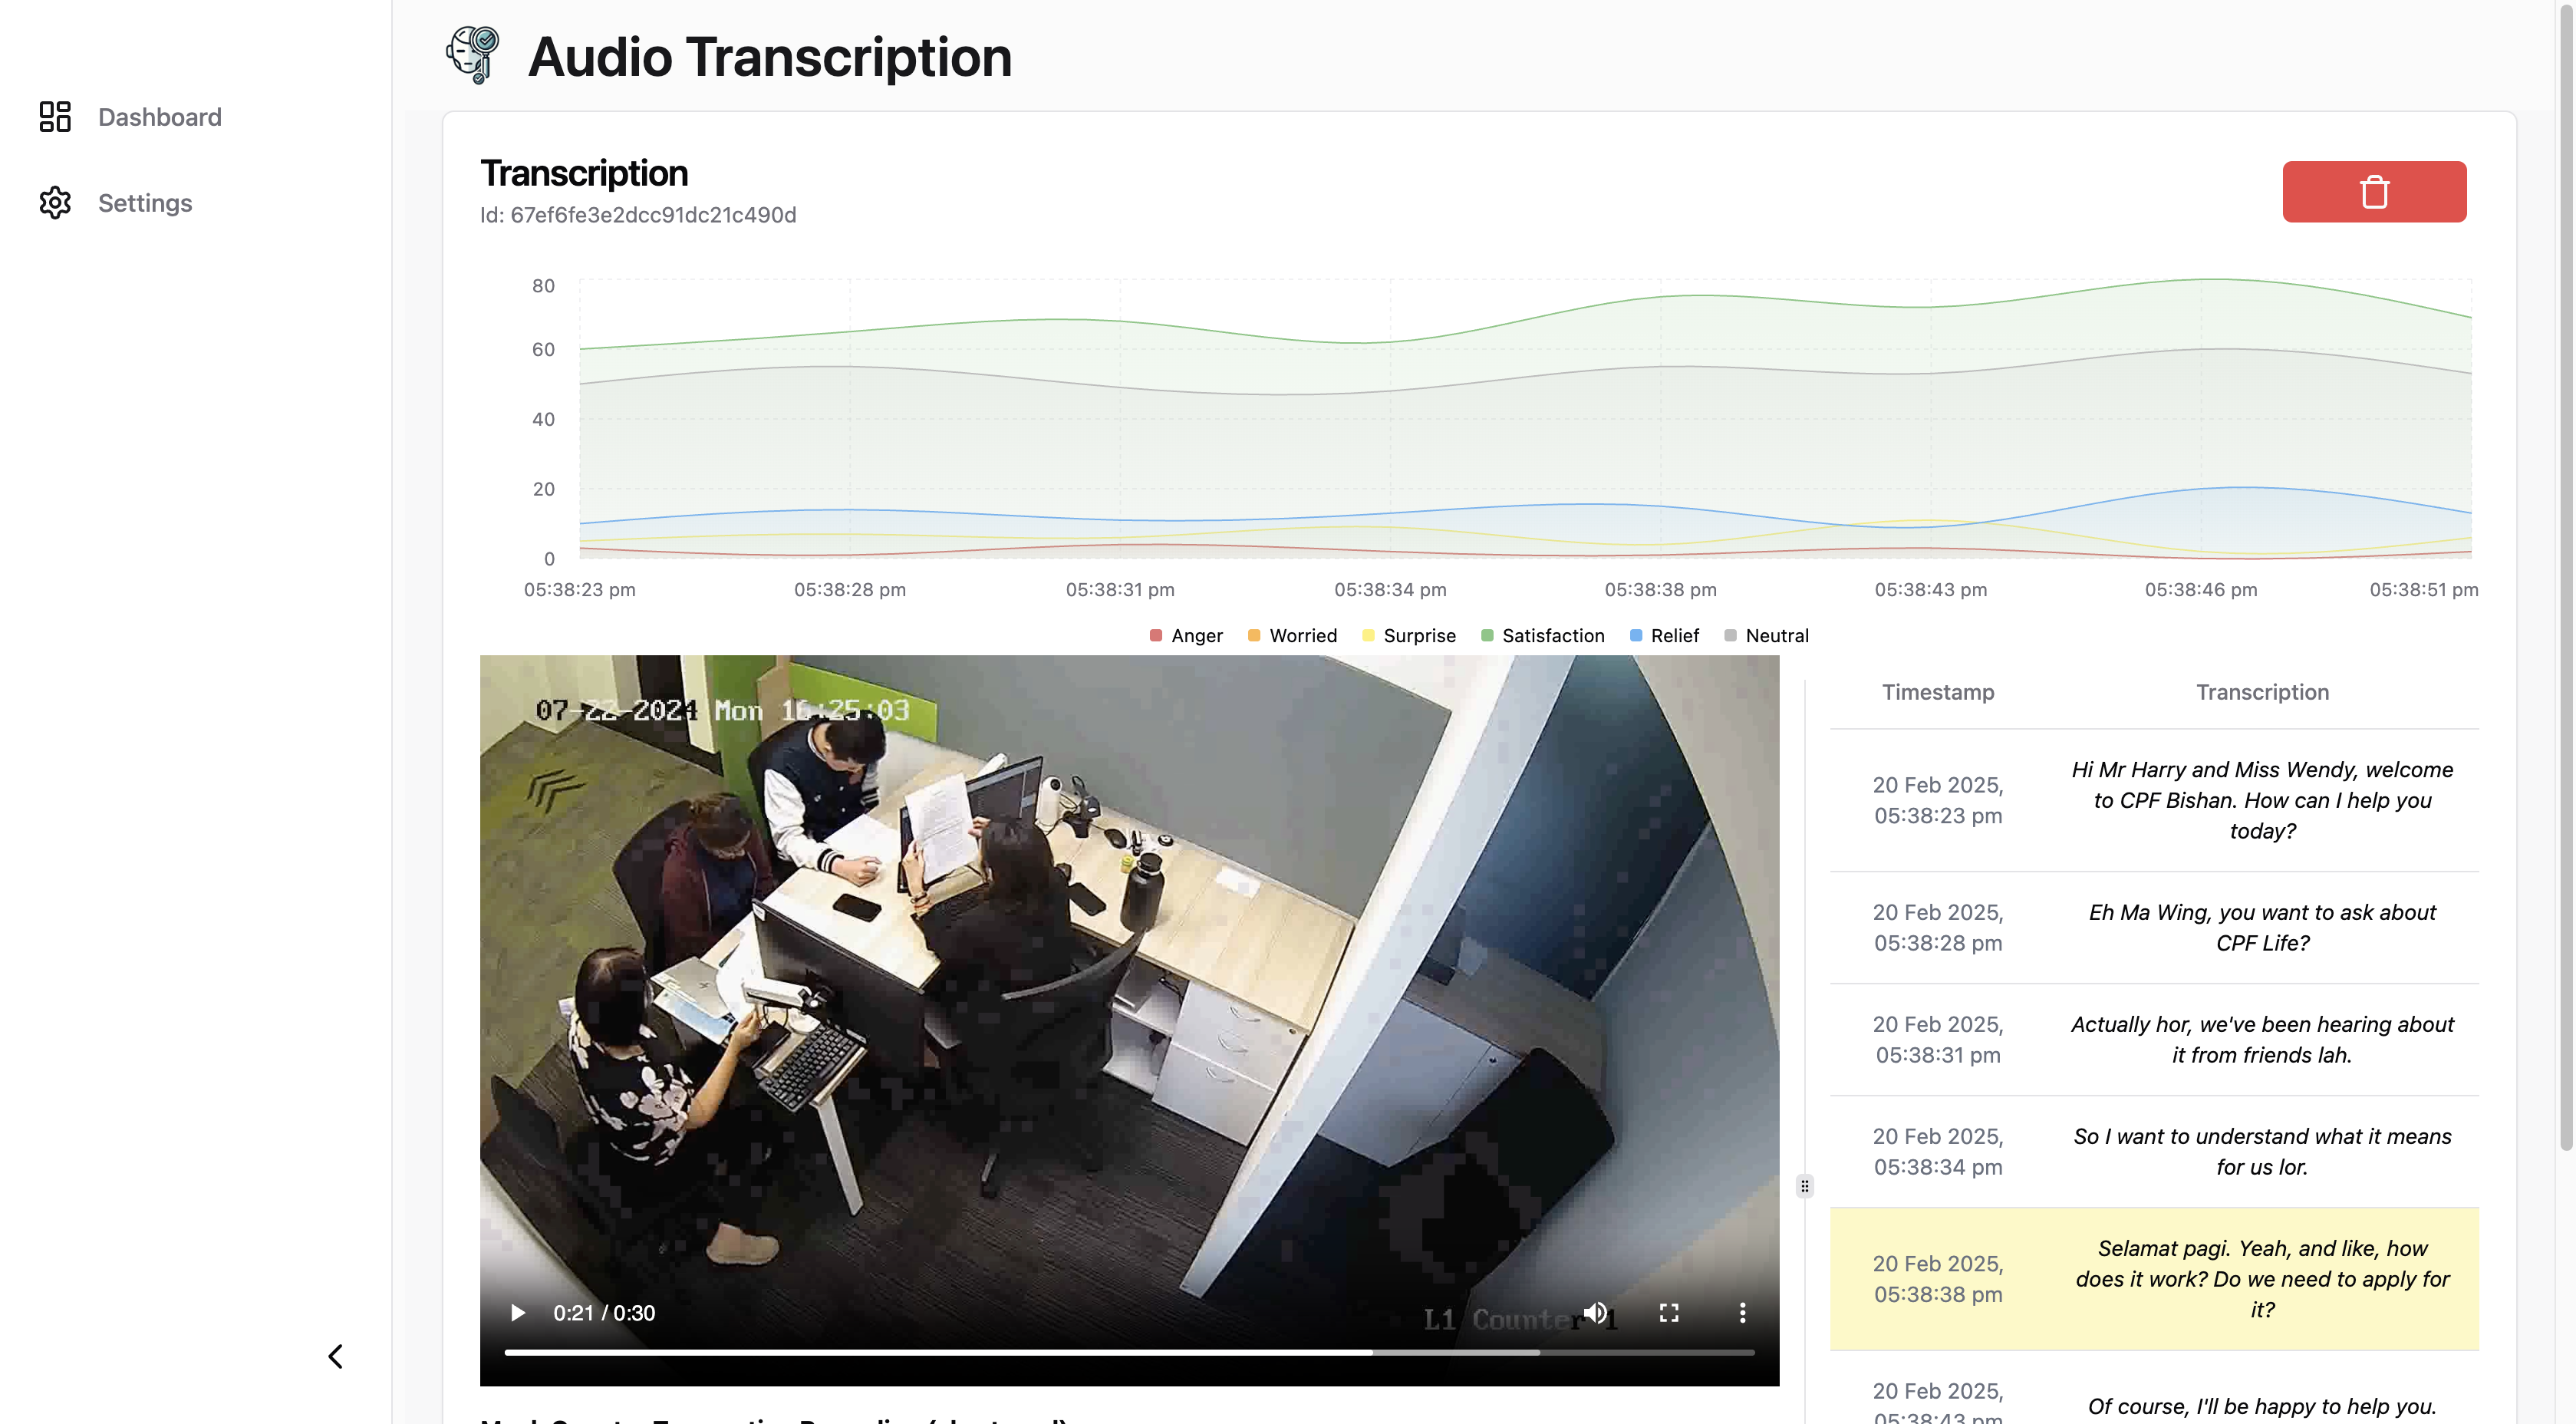 Dashboard
Settings
Audio Transcription
Transcription
Id: 67ef6fe3e2dcc91dc21c490d
80
60
40
20
0
05:38:23 pm
05:38:28 pm
05:38:31 pm
05:38:34 pm
05:38:38 pm
05:38:43 pm
05:38:46 pm
05:38:51 pm
Anger
Worried
Surprise
Satisfaction
Relief
Neutral
07-22-2024 Mon 16:25:03
L1 Counter 1
0:21 / 0:30
Timestamp
Transcription
20 Feb 2025,
05:38:23 pm
Hi Mr Harry and Miss Wendy, welcome
to CPF Bishan. How can I help you
today?
20 Feb 2025,
05:38:28 pm
Eh Ma Wing, you want to ask about
CPF Life?
20 Feb 2025,
05:38:31 pm
Actually hor, we've been hearing about
it from friends lah.
20 Feb 2025,
05:38:34 pm
So I want to understand what it means
for us lor.
20 Feb 2025,
05:38:38 pm
Selamat pagi. Yeah, and like, how
does it work? Do we need to apply for
it?
20 Feb 2025,
05:38:43 pm
Of course, I'll be happy to help you.